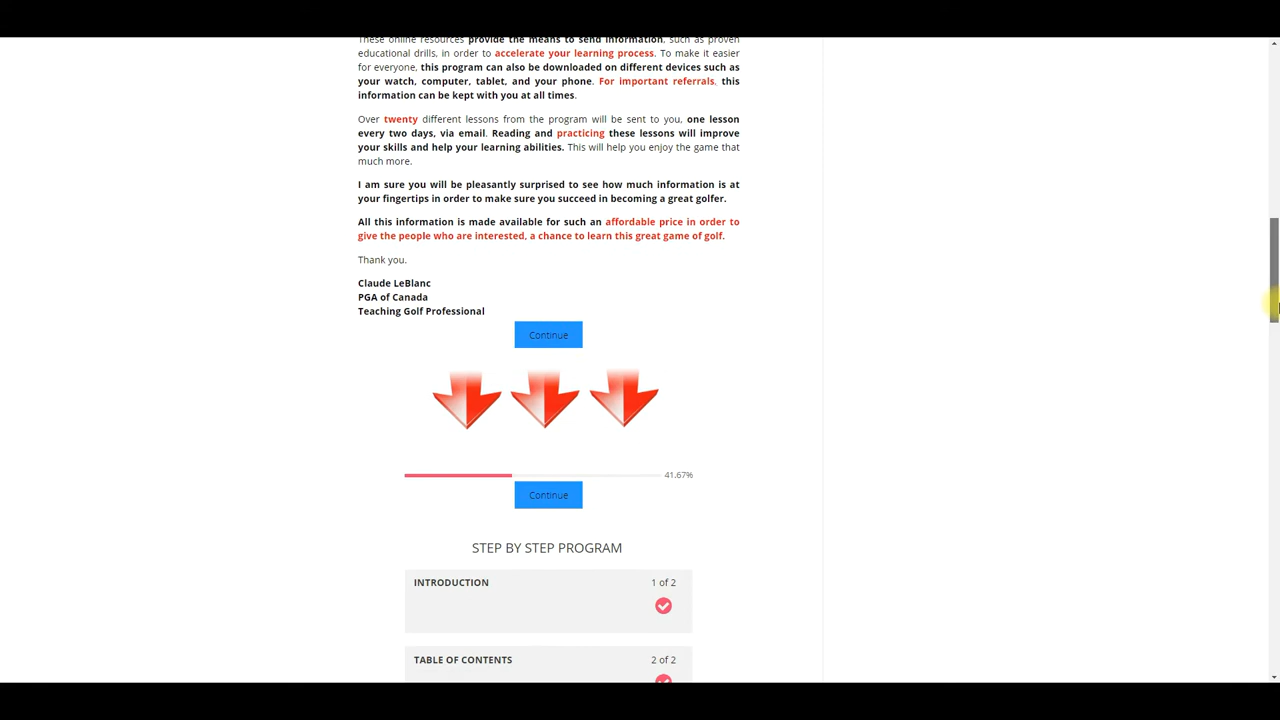 These online resources provide the means to send information, such as proven
educational drills, in order to accelerate your learning process. To make it easier
for everyone, this program can also be downloaded on different devices such as
your watch, computer, tablet, and your phone. For important referrals, this
information can be kept with you at all times.
Over twenty different lessons from the program will be sent to you, one lesson
every two days, via email. Reading and practicing these lessons will improve
your skills and help your learning abilities. This will help you enjoy the game that
much more.
I am sure you will be pleasantly surprised to see how much information is at
your fingertips in order to make sure you succeed in becoming a great golfer.
All this information is made available for such an affordable price in order to
give the people who are interested, a chance to learn this great game of golf.
Thank you.
Claude LeBlanc
PGA of Canada
Teaching Golf Professional
Continue
41.67%
Continue
STEP BY STEP PROGRAM
INTRODUCTION 1 of 2
TABLE OF CONTENTS 2 of 2